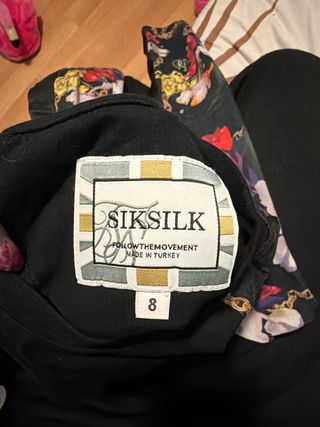 SIKSILK
FOLLOWTHEMOVEMENT
MADE IN TURKEY
8